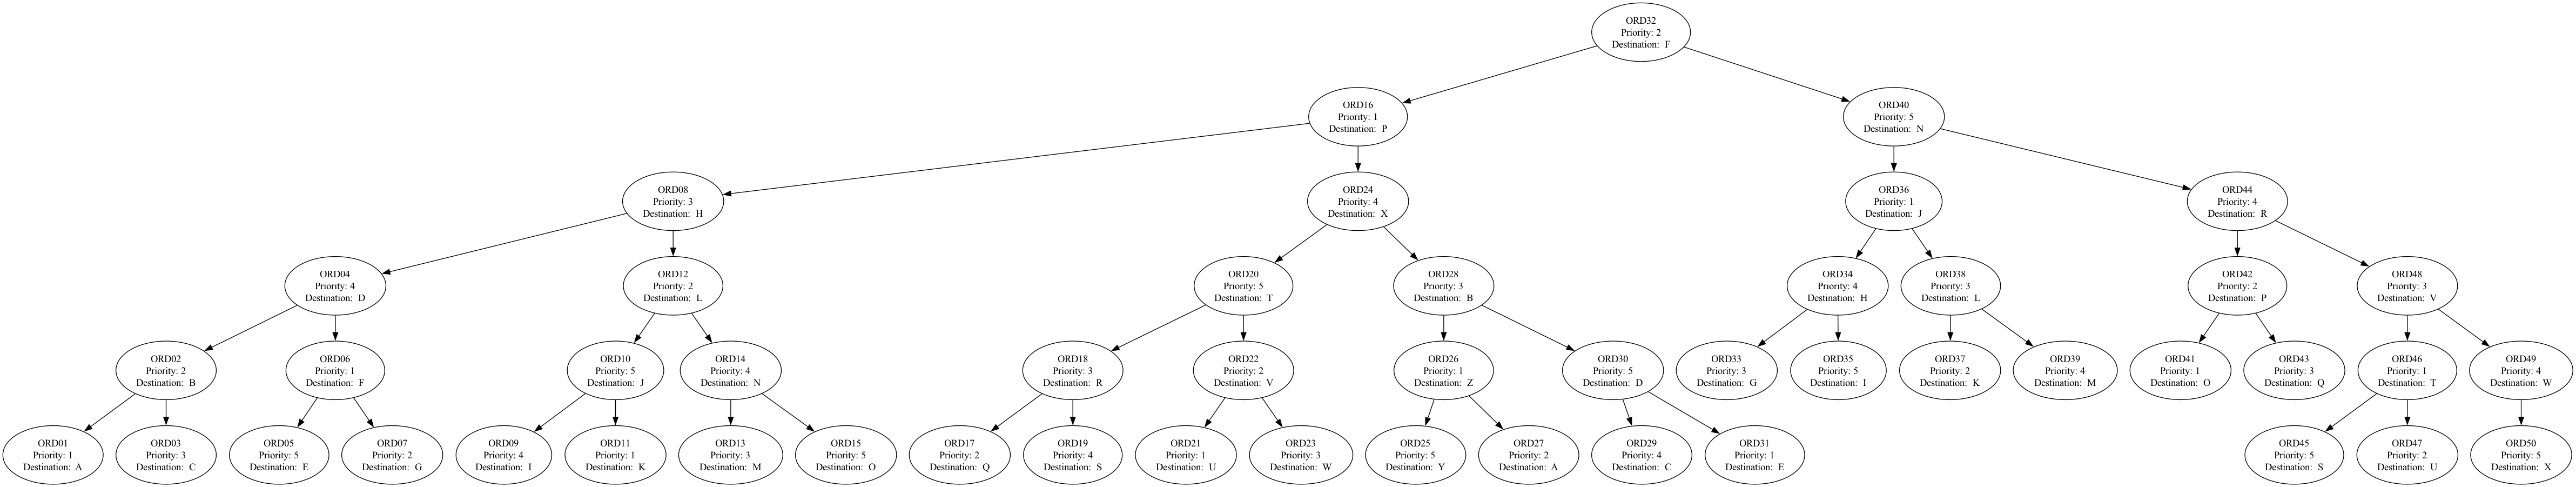 ORD32
Priority: 2
Destination: F
ORD16
Priority: 1
Destination: P
ORD40
Priority: 5
Destination: N
ORD08
Priority: 3
Destination: H
ORD24
Priority: 4
Destination: X
ORD36
Priority: 1
Destination: J
ORD44
Priority: 4
Destination: R
ORD04
Priority: 4
Destination: D
ORD12
Priority: 2
Destination: L
ORD20
Priority: 5
Destination: T
ORD28
Priority: 3
Destination: B
ORD34
Priority: 4
Destination: H
ORD38
Priority: 3
Destination: L
ORD42
Priority: 2
Destination: P
ORD48
Priority: 3
Destination: V
ORD02
Priority: 2
Destination: B
ORD06
Priority: 1
Destination: F
ORD10
Priority: 5
Destination: J
ORD14
Priority: 4
Destination: N
ORD18
Priority: 3
Destination: R
ORD22
Priority: 2
Destination: V
ORD26
Priority: 1
Destination: Z
ORD30
Priority: 5
Destination: D
ORD33
Priority: 3
Destination: G
ORD35
Priority: 5
Destination: I
ORD37
Priority: 2
Destination: K
ORD39
Priority: 4
Destination: M
ORD41
Priority: 1
Destination: O
ORD43
Priority: 3
Destination: Q
ORD46
Priority: 1
Destination: T
ORD49
Priority: 4
Destination: W
ORD01
Priority: 1
Destination: A
ORD03
Priority: 3
Destination: C
ORD05
Priority: 5
Destination: E
ORD07
Priority: 2
Destination: G
ORD09
Priority: 4
Destination: I
ORD11
Priority: 1
Destination: K
ORD13
Priority: 3
Destination: M
ORD15
Priority: 5
Destination: O
ORD17
Priority: 2
Destination: Q
ORD19
Priority: 4
Destination: S
ORD21
Priority: 1
Destination: U
ORD23
Priority: 3
Destination: W
ORD25
Priority: 5
Destination: Y
ORD27
Priority: 2
Destination: A
ORD29
Priority: 4
Destination: C
ORD31
Priority: 1
Destination: E
ORD45
Priority: 5
Destination: S
ORD47
Priority: 2
Destination: U
ORD50
Priority: 5
Destination: X